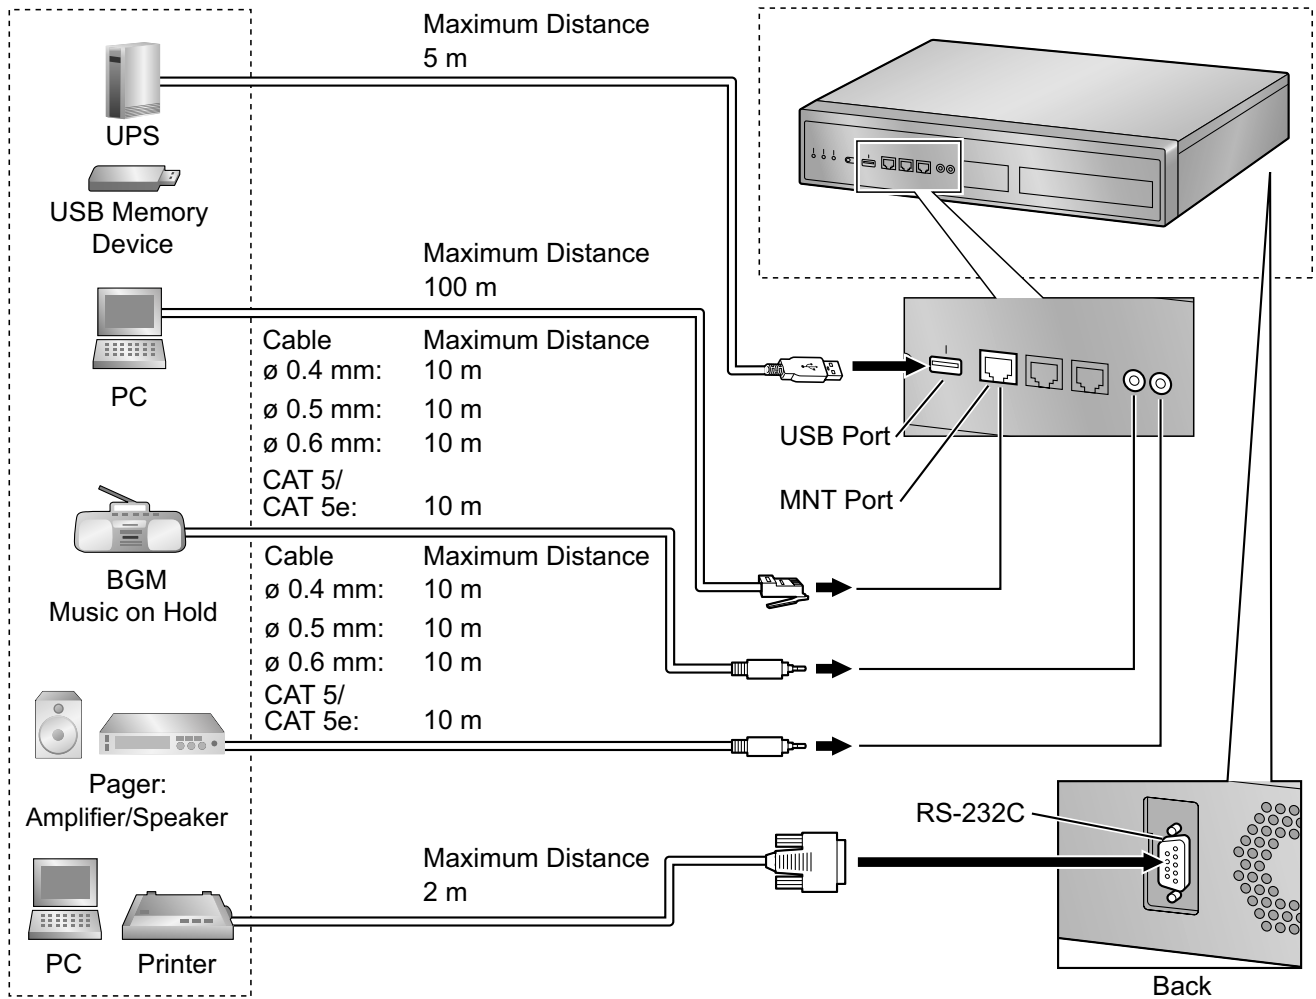 Maximum Distance
5 m
UPS
USB Memory
Device
Maximum Distance
100 m
PC
Cable Maximum Distance
ø 0.4 mm: 10 m
ø 0.5 mm: 10 m
ø 0.6 mm: 10 m
CAT 5/
CAT 5e: 10 m
USB Port
MNT Port
BGM
Music on Hold
Cable Maximum Distance
ø 0.4 mm: 10 m
ø 0.5 mm: 10 m
ø 0.6 mm: 10 m
CAT 5/
CAT 5e: 10 m
Pager:
Amplifier/Speaker
RS-232C
Maximum Distance
2 m
PC Printer
Back